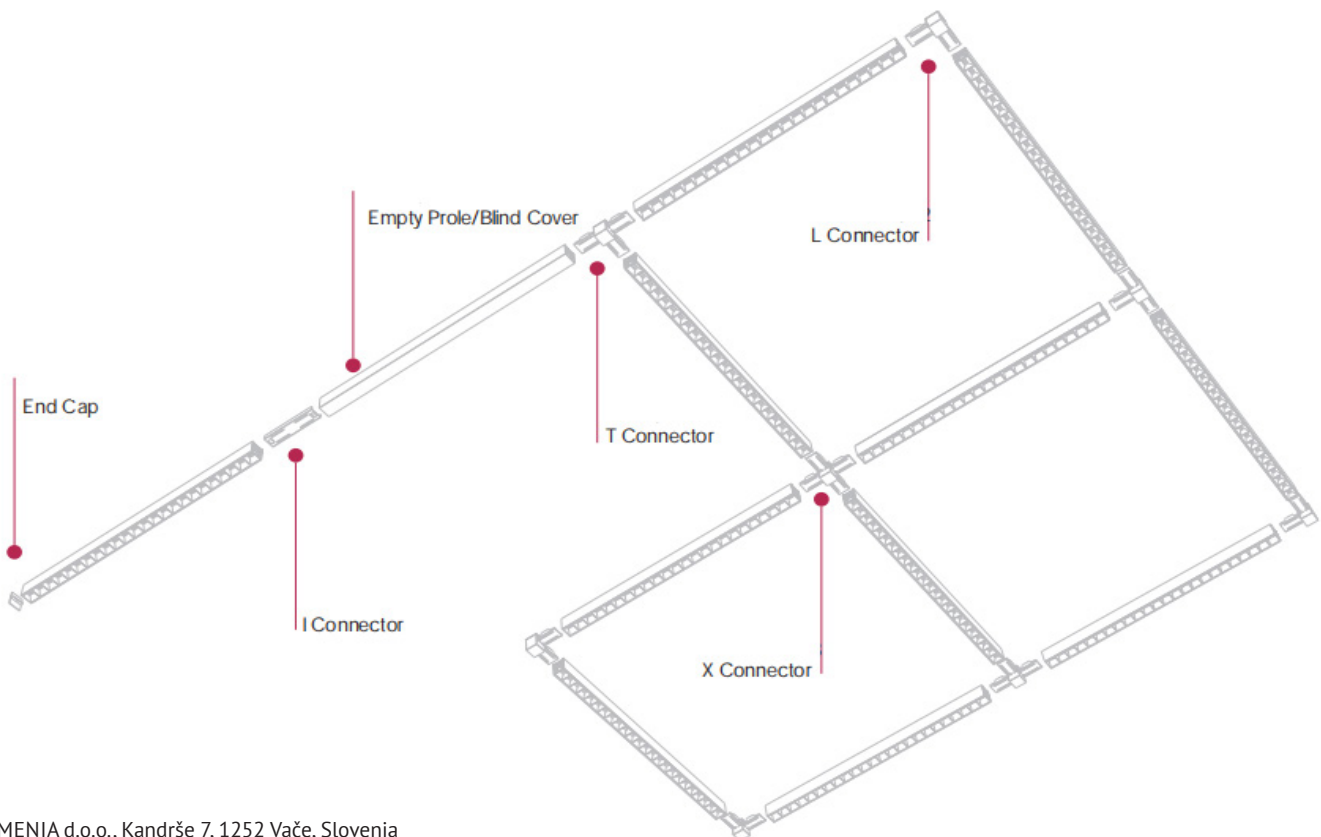 Empty Prole/Blind Cover
L Connector
End Cap
T Connector
I Connector
X Connector
MENIA d.o.o., Kandrše 7, 1252 Vače, Slovenia